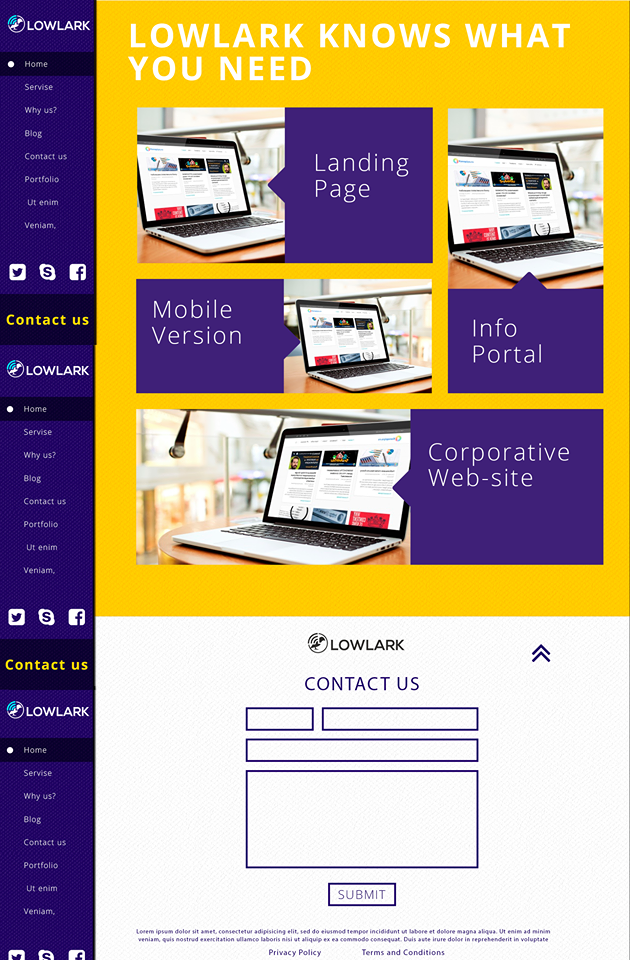 LOWLARK
Home
Servise
Why us?
Blog
Contact us
Portfolio
Ut enim
Veniam,
Contact us
LOWLARK
Home
Servise
Why us?
Blog
Contact us
Portfolio
Ut enim
Veniam,
Contact us
LOWLARK
Home
Servise
Why us?
Blog
Contact us
Portfolio
Ut enim
Veniam,
LOWLARK KNOWS WHAT
YOU NEED
Landing
Page
Mobile
Version
Info
Portal
Corporative
Web-site
LOWLARK
CONTACT US
SUBMIT
Lorem ipsum dolor sit amet, consectetur adipisicing elit, sed do eiusmod tempor incididunt ut labore et dolore magna aliqua. Ut enim ad minim
veniam, quis nostrud exercitation ullamco laboris nisi ut aliquip ex ea commodo consequat. Duis aute irure dolor in reprehenderit in voluptate
Privacy Policy Terms and Conditions